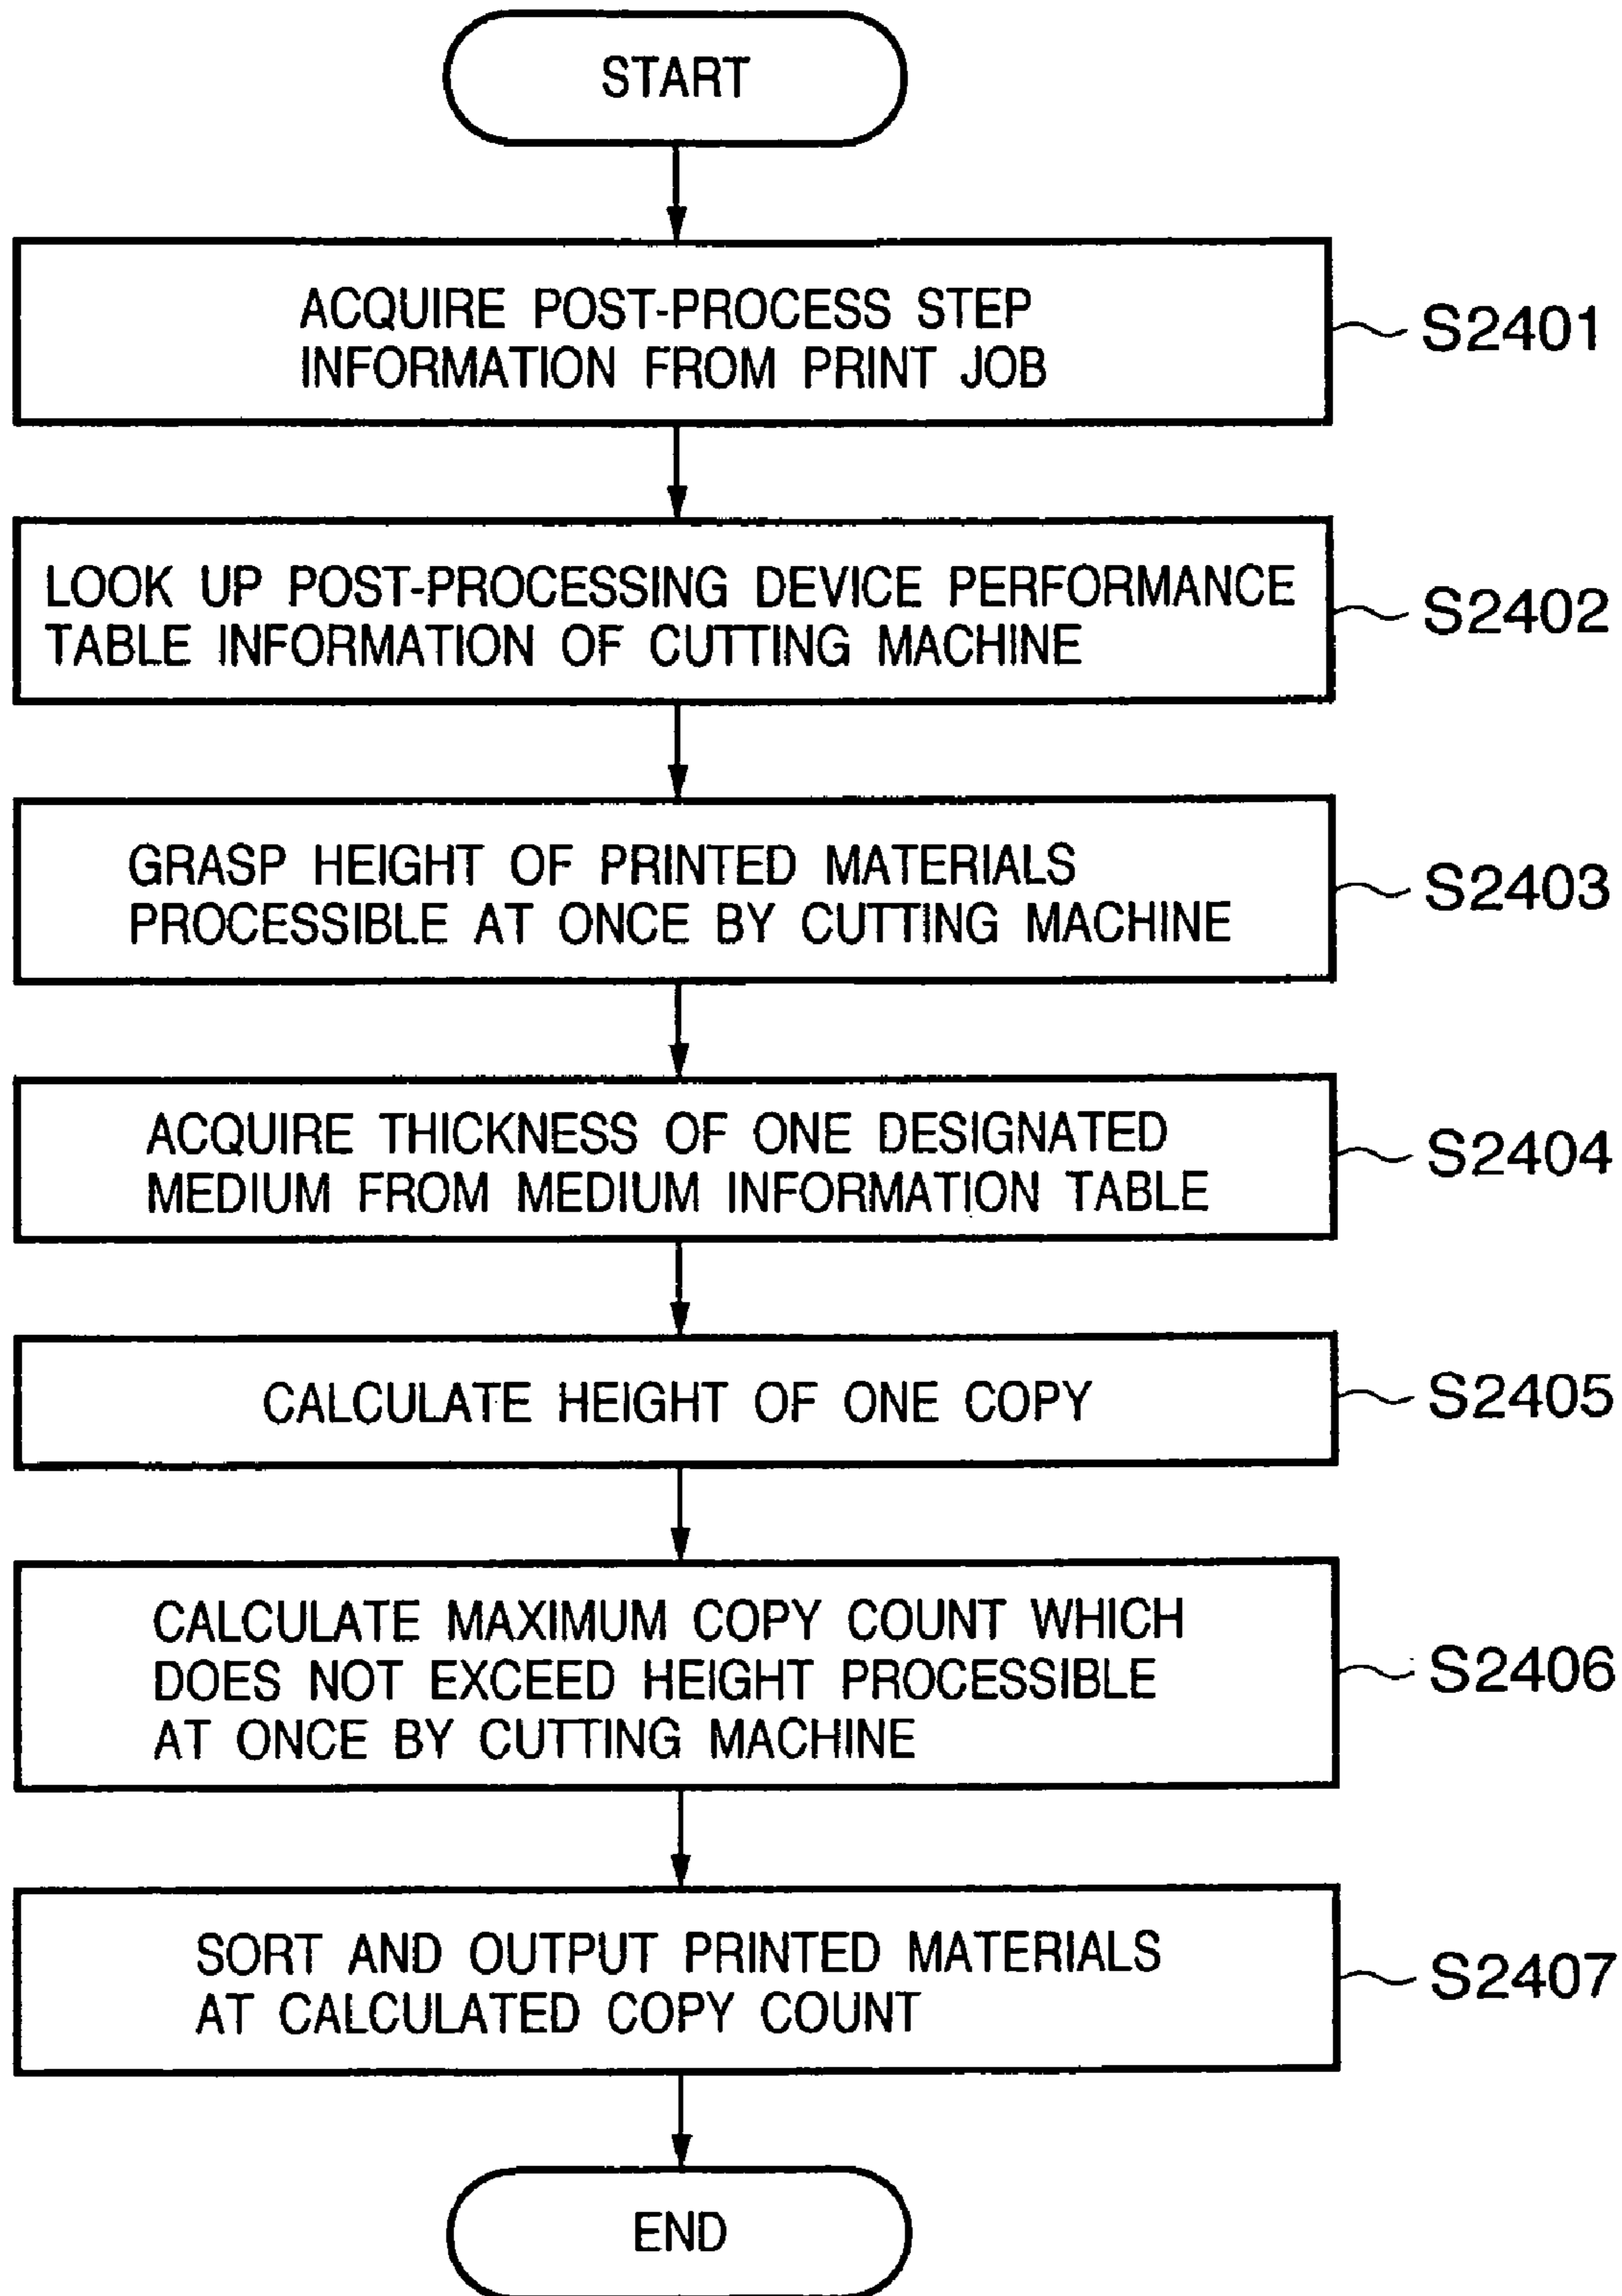 START
ACQUIRE POST-PROCESS STEP
INFORMATION FROM PRINT JOB
S2401
LOOK UP POST-PROCESSING DEVICE PERFORMANCE
TABLE INFORMATION OF CUTTING MACHINE
S2402
GRASP HEIGHT OF PRINTED MATERIALS
PROCESSIBLE AT ONCE BY CUTTING MACHINE
S2403
ACQUIRE THICKNESS OF ONE DESIGNATED
MEDIUM FROM MEDIUM INFORMATION TABLE
S2404
CALCULATE HEIGHT OF ONE COPY
S2405
CALCULATE MAXIMUM COPY COUNT WHICH
DOES NOT EXCEED HEIGHT PROCESSIBLE
AT ONCE BY CUTTING MACHINE
S2406
SORT AND OUTPUT PRINTED MATERIALS
AT CALCULATED COPY COUNT
S2407
END